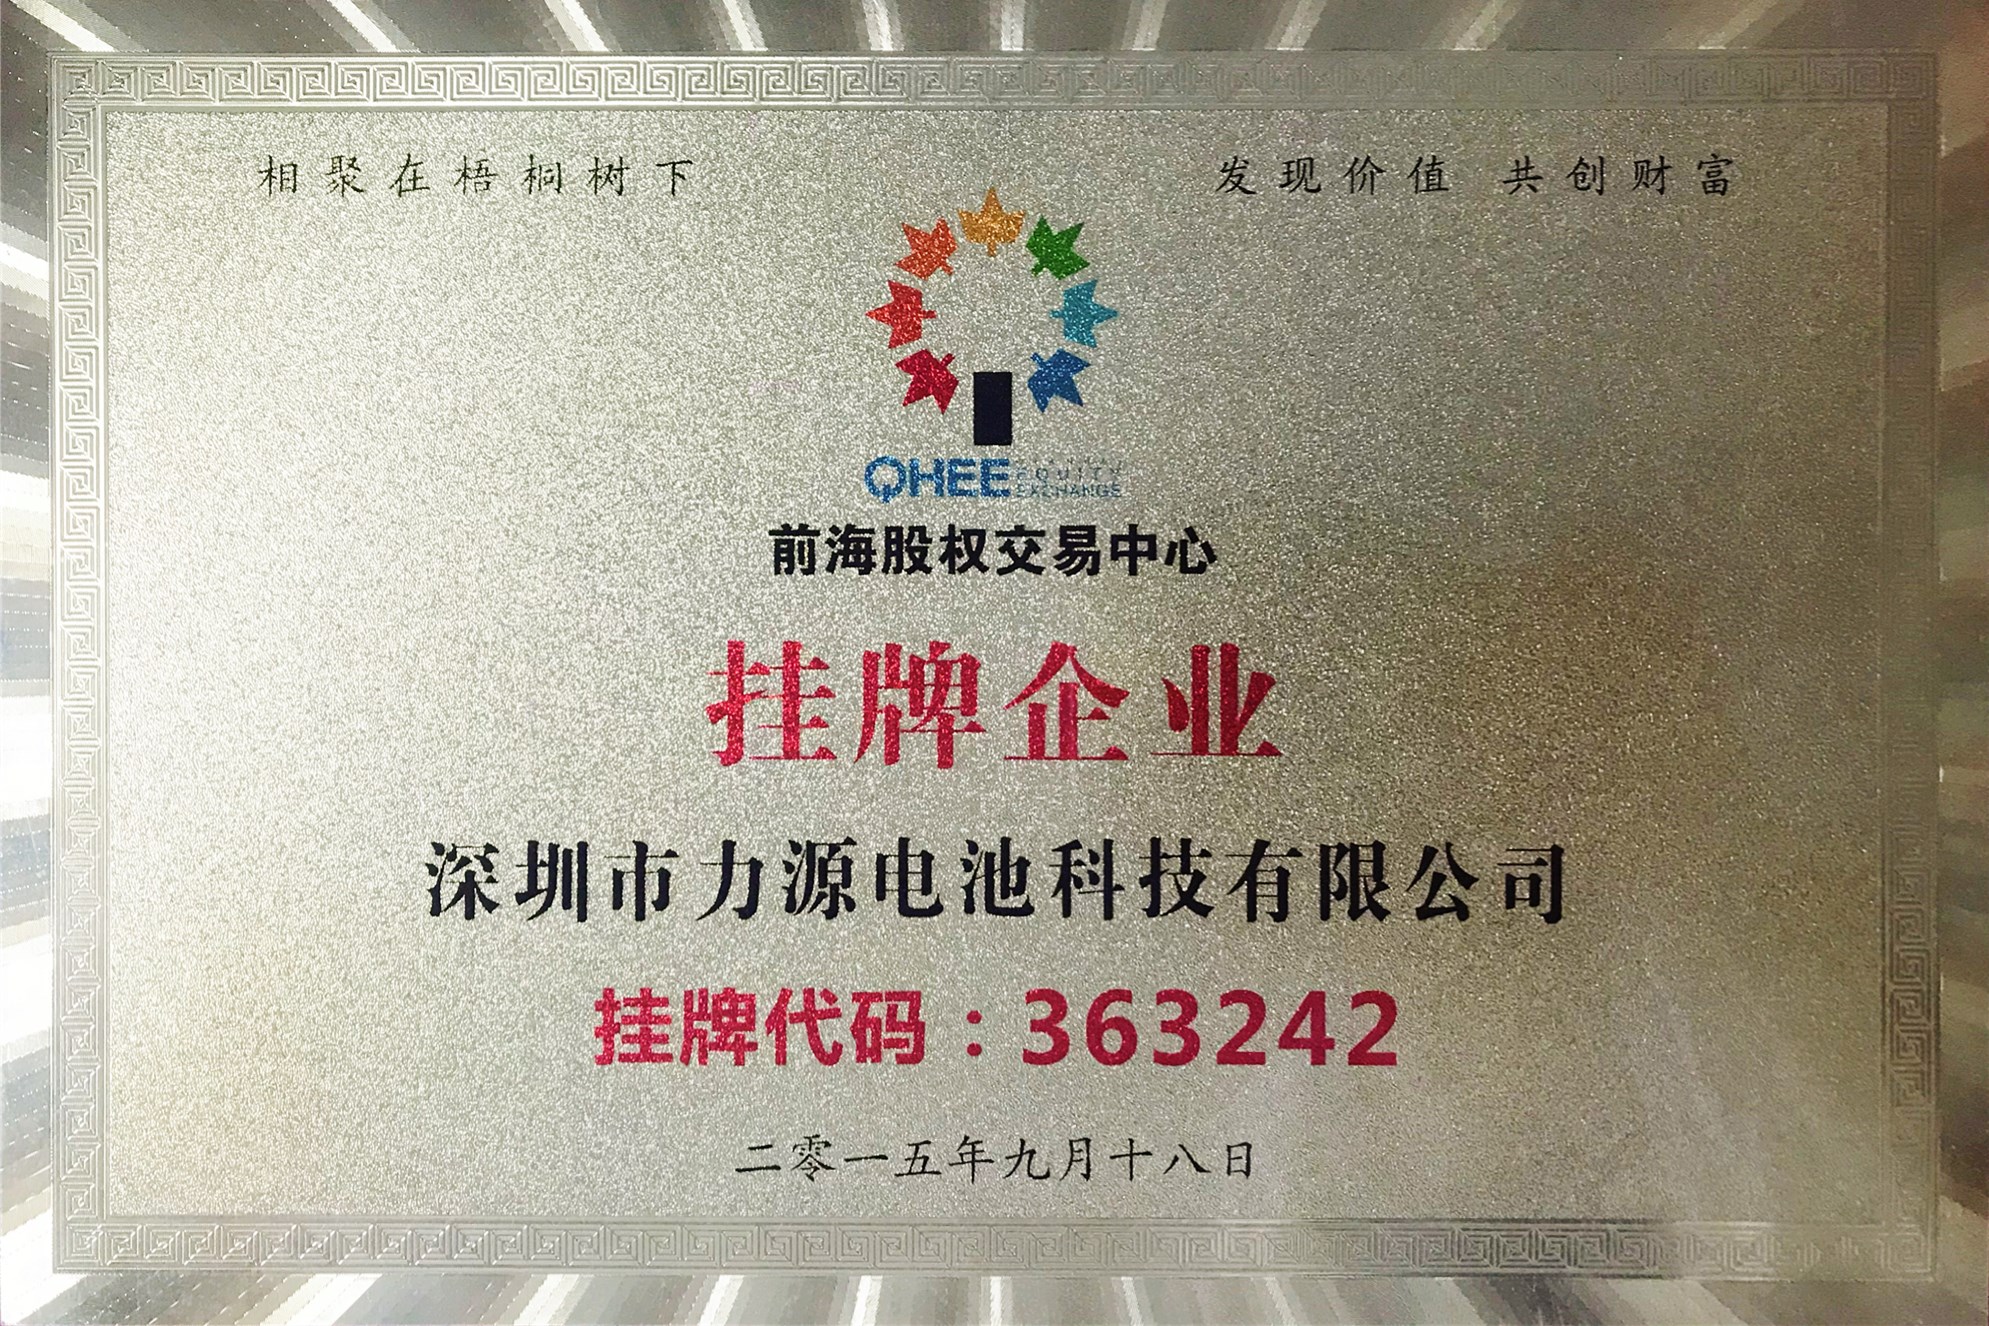 相聚在梧桐树下
发现价值 共创财富
QHEE EQUITY
EXCHANGE
前海股权交易中心
挂牌企业
深圳市力源电池科技有限公司
挂牌代码：363242
二零一五年九月十八日